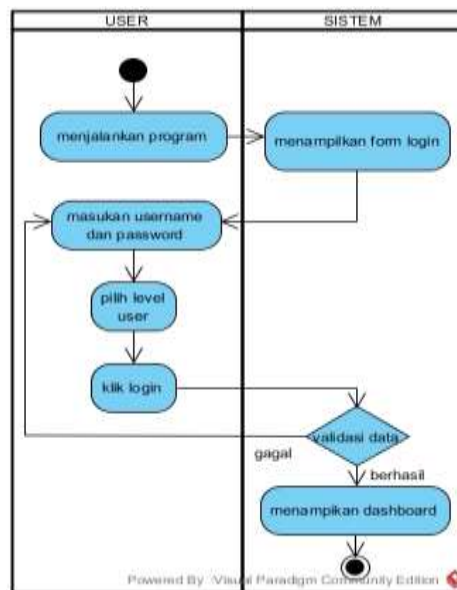 USER
SISTEM
menjalankan program
menampilkan form login
masukan username
dan password
pilih level
user
klik login
validasi data
gagal
berhasil
menampikan dashboard
Powered By Visual Paradigm Community Edition